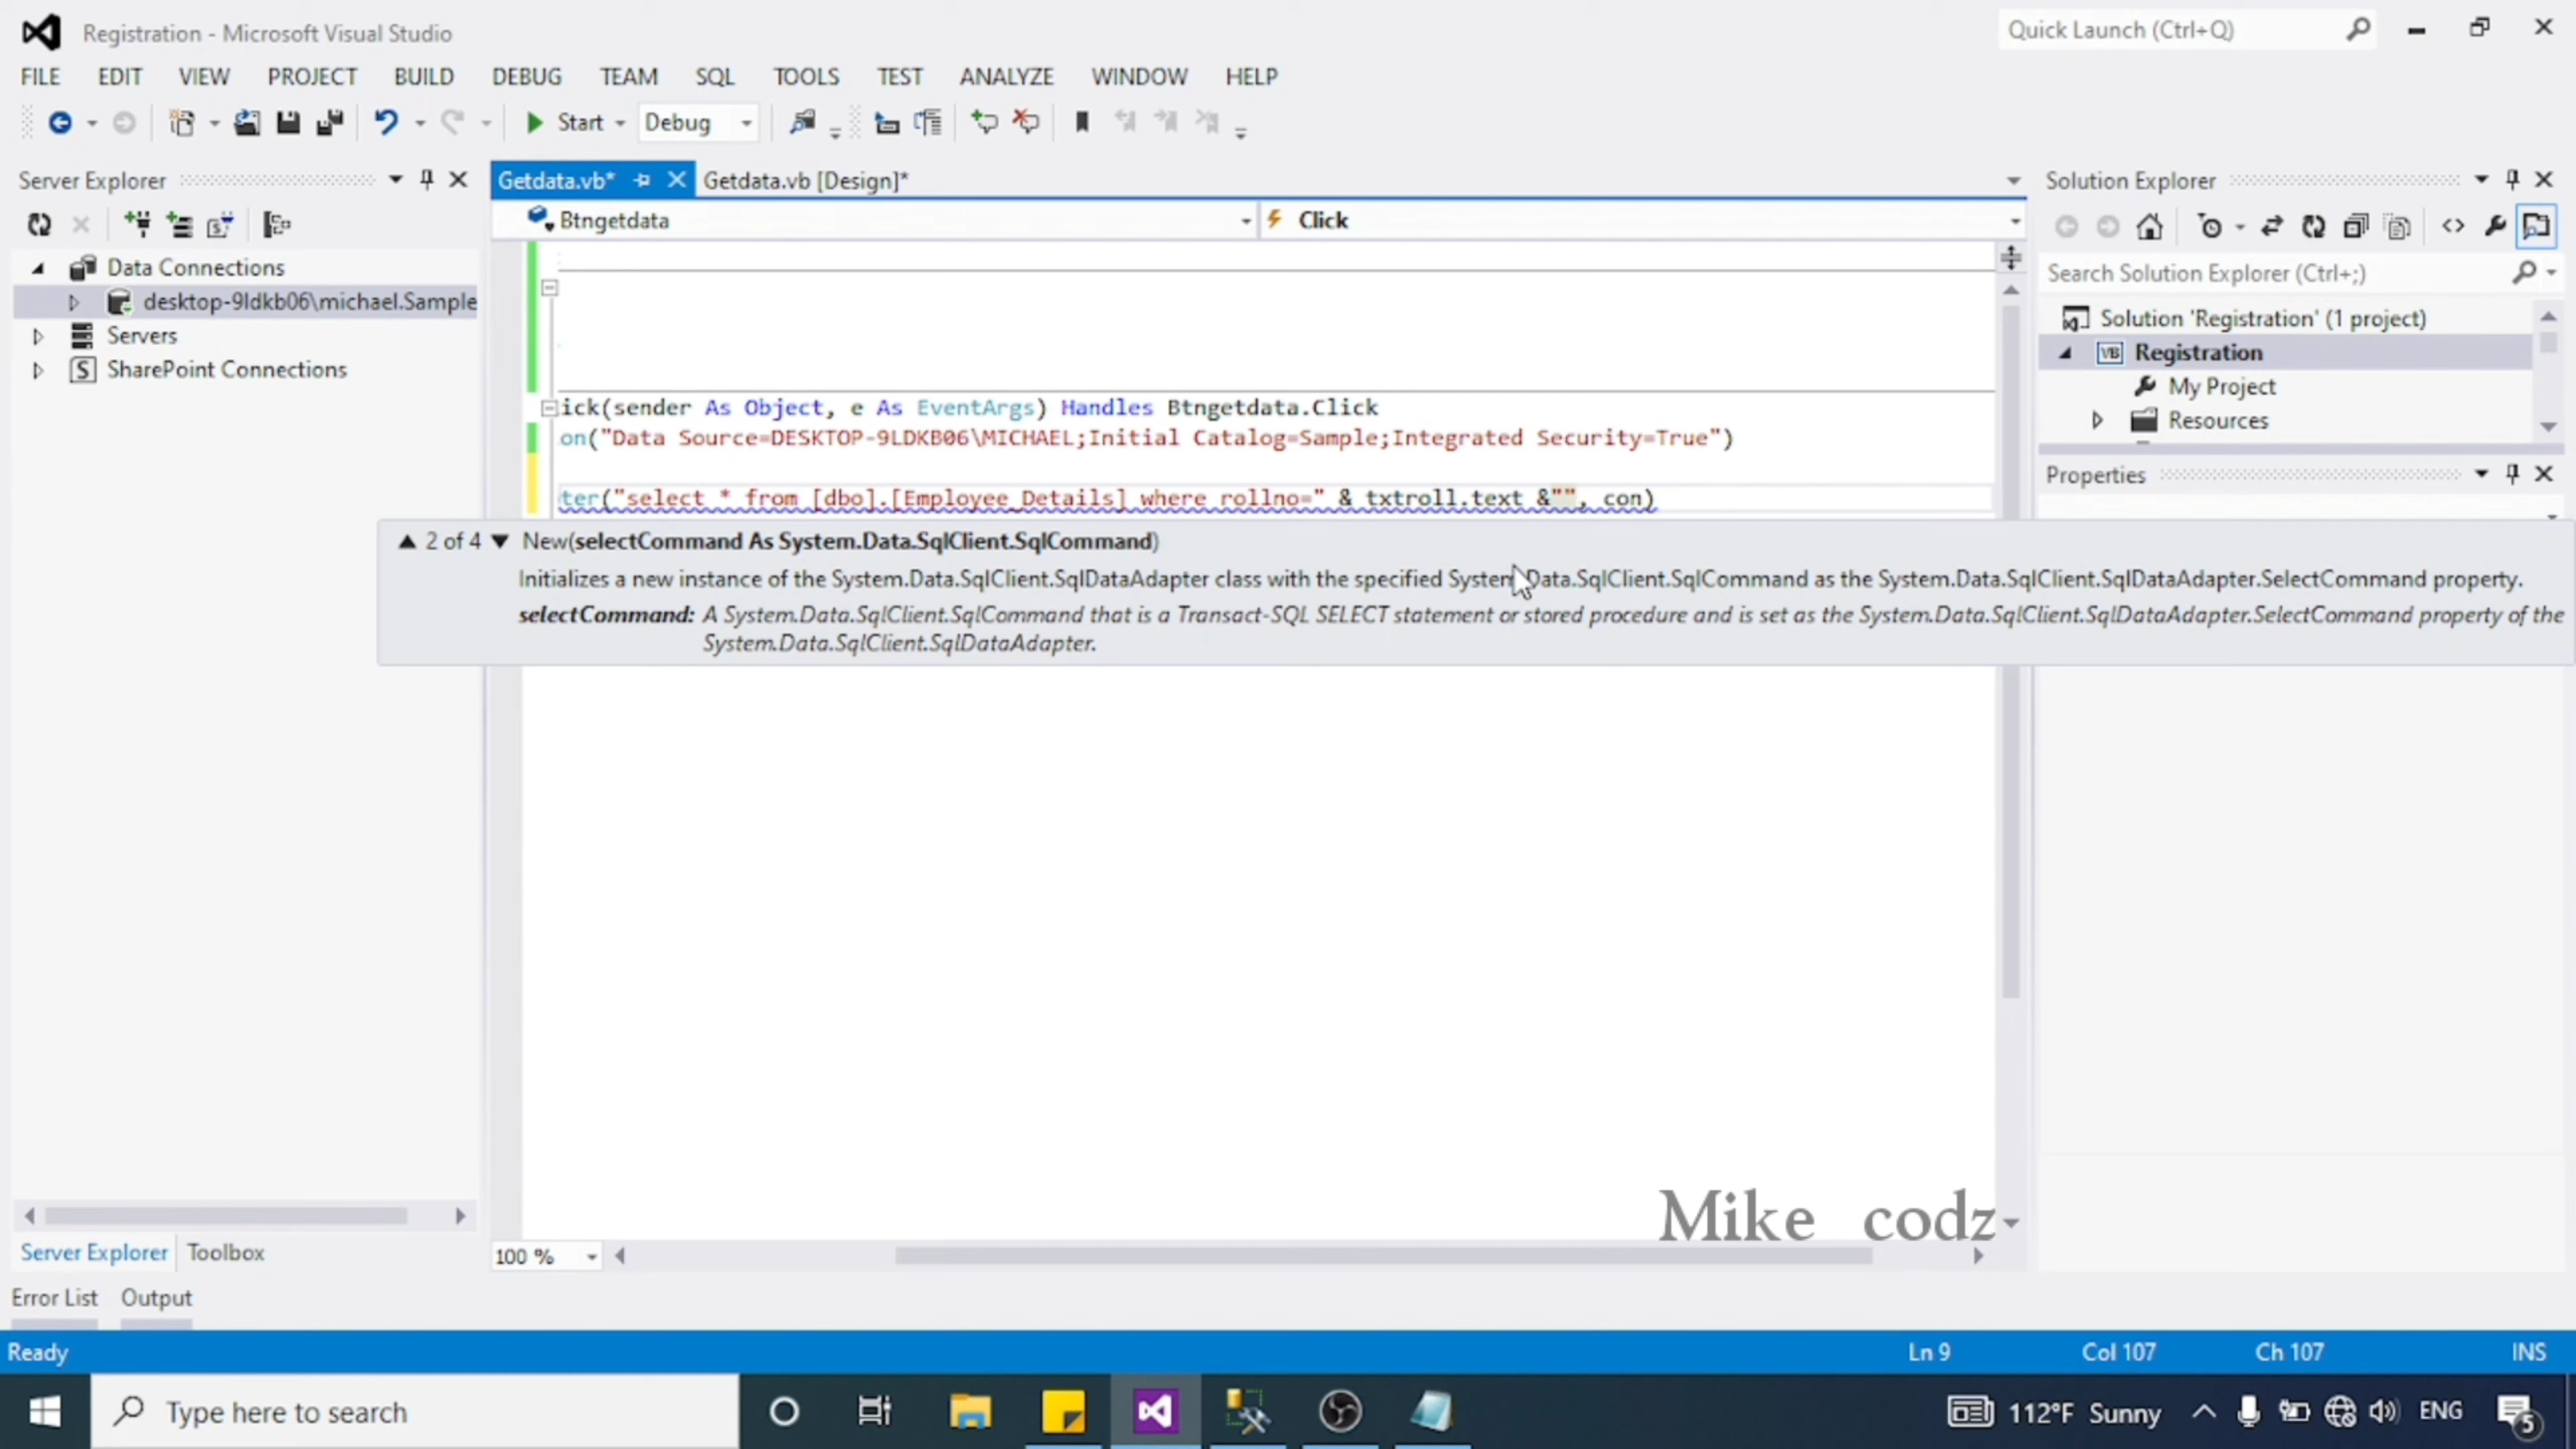 Registration - Microsoft Visual Studio
Quick Launch (Ctrl+Q)
FILE EDIT VIEW PROJECT BUILD DEBUG TEAM SQL TOOLS TEST ANALYZE WINDOW HELP
Start Debug
Server Explorer
Data Connections
desktop-9ldkb06\michael.Sample
Servers
SharePoint Connections
Getdata.vb* Getdata.vb [Design]*
Btngetdata Click
ick(sender As Object, e As EventArgs) Handles Btngetdata.Click
on("Data Source=DESKTOP-9LDKB06\MICHAEL;Initial Catalog=Sample;Integrated Security=True")
ter("select * from [dbo].[Employee_Details] where rollno=" & txtroll.text &"", con)
2 of 4 New(selectCommand As System.Data.SqlClient.SqlCommand)
Initializes a new instance of the System.Data.SqlClient.SqlDataAdapter class with the specified System.Data.SqlClient.SqlCommand as the System.Data.SqlClient.SqlDataAdapter.SelectCommand property.
selectCommand: A System.Data.SqlClient.SqlCommand that is a Transact-SQL SELECT statement or stored procedure and is set as the System.Data.SqlClient.SqlDataAdapter.SelectCommand property of the
System.Data.SqlClient.SqlDataAdapter.
Solution Explorer
Search Solution Explorer (Ctrl+;)
Solution 'Registration' (1 project)
VB Registration
My Project
Resources
Properties
Mike codz
100 %
Server Explorer Toolbox
Error List Output
Ready Ln 9 Col 107 Ch 107 INS
Type here to search
112°F Sunny ENG 5